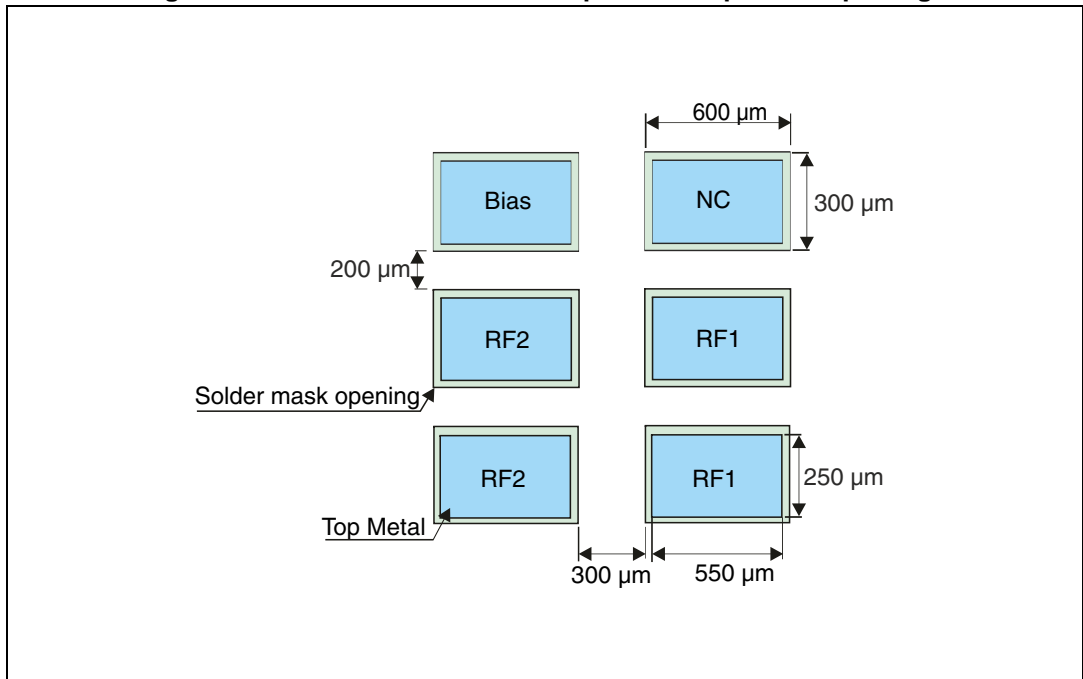 600 µm
Bias
NC
300 µm
200 µm
RF2
RF1
Solder mask opening
RF2
RF1
250 µm
Top Metal
300 µm
550 µm